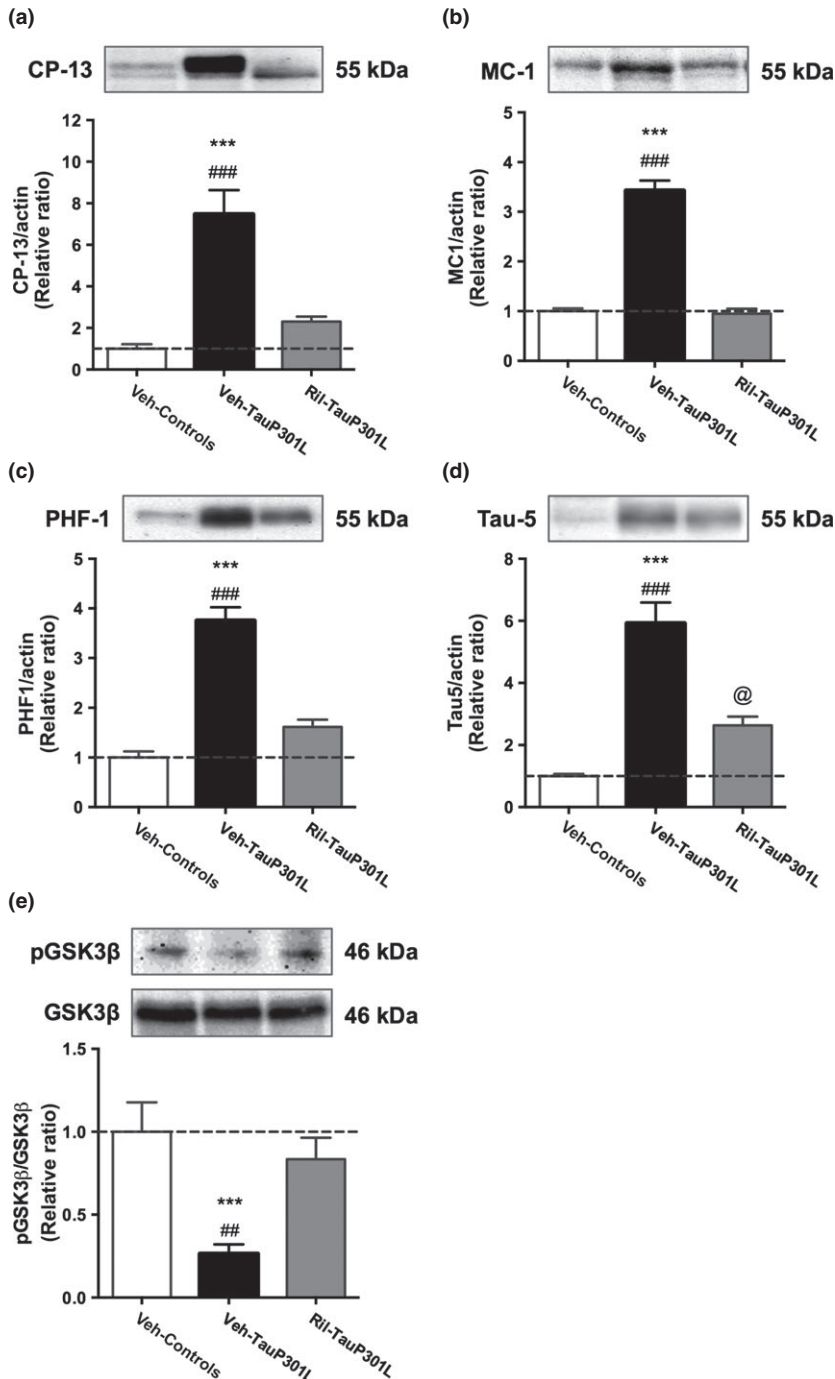 (a)
CP-13
55 kDa
12
10
8
6
4
2
0
CP-13/actin
(Relative ratio)
***
###
Veh-Controls
Veh-TauP301L
Ril-TauP301L
(b)
MC-1
55 kDa
5
4
3
2
1
0
MC1/actin
(Relative ratio)
***
###
Veh-Controls
Veh-TauP301L
Ril-TauP301L
(c)
PHF-1
55 kDa
5
4
3
2
1
0
PHF1/actin
(Relative ratio)
***
###
Veh-Controls
Veh-TauP301L
Ril-TauP301L
(d)
Tau-5
55 kDa
8
6
4
2
0
Tau5/actin
(Relative ratio)
***
###
@
Veh-Controls
Veh-TauP301L
Ril-TauP301L
(e)
pGSK3β
46 kDa
GSK3β
46 kDa
1.5
1.0
0.5
0.0
pGSK3β/GSK3β
(Relative ratio)
***
##
Veh-Controls
Veh-TauP301L
Ril-TauP301L